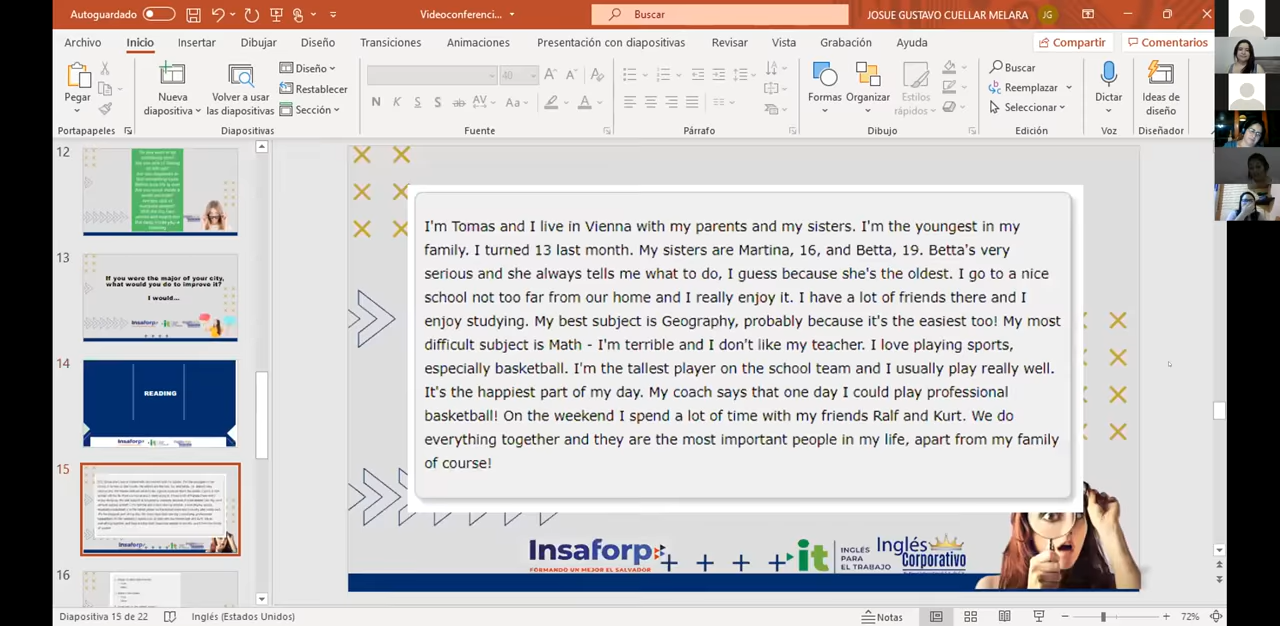 Autoguardado
Videoconferenci...
Buscar
JOSUE GUSTAVO CUELLAR MELARA
JG
Archivo
Inicio
Insertar
Dibujar
Diseño
Transiciones
Animaciones
Presentación con diapositivas
Revisar
Vista
Grabación
Ayuda
Compartir
Comentarios
Pegar
Nueva
diapositiva
Volver a usar
las diapositivas
Diseño
Restablecer
Sección
40
N K S S ab AV Aa A
Formas
Organizar
Estilos
rápidos
Buscar
Reemplazar
Seleccionar
Dictar
Ideas de
diseño
Portapapeles
Diapositivas
Fuente
Párrafo
Dibujo
Edición
Voz
Diseñador
12
13
If you were the major of your city,
what would you do to improve it?
I would...
Insaforp
14
READING
Insaforp
15
Insaforp
16
I'm Tomas and I live in Vienna with my parents and my sisters. I'm the youngest in my
family. I turned 13 last month. My sisters are Martina, 16, and Betta, 19. Betta's very
serious and she always tells me what to do, I guess because she's the oldest. I go to a nice
school not too far from our home and I really enjoy it. I have a lot of friends there and I
enjoy studying. My best subject is Geography, probably because it's the easiest too! My most
difficult subject is Math - I'm terrible and I don't like my teacher. I love playing sports,
especially basketball. I'm the tallest player on the school team and I usually play really well.
It's the happiest part of my day. My coach says that one day I could play professional
basketball! On the weekend I spend a lot of time with my friends Ralf and Kurt. We do
everything together and they are the most important people in my life, apart from my family
of course!
Insaforp
FORMANDO UN MEJOR EL SALVADOR
it
INGLÉS
PARA
EL TRABAJO
Inglés
Corporativo
Diapositiva 15 de 22
Inglés (Estados Unidos)
Notas
72%